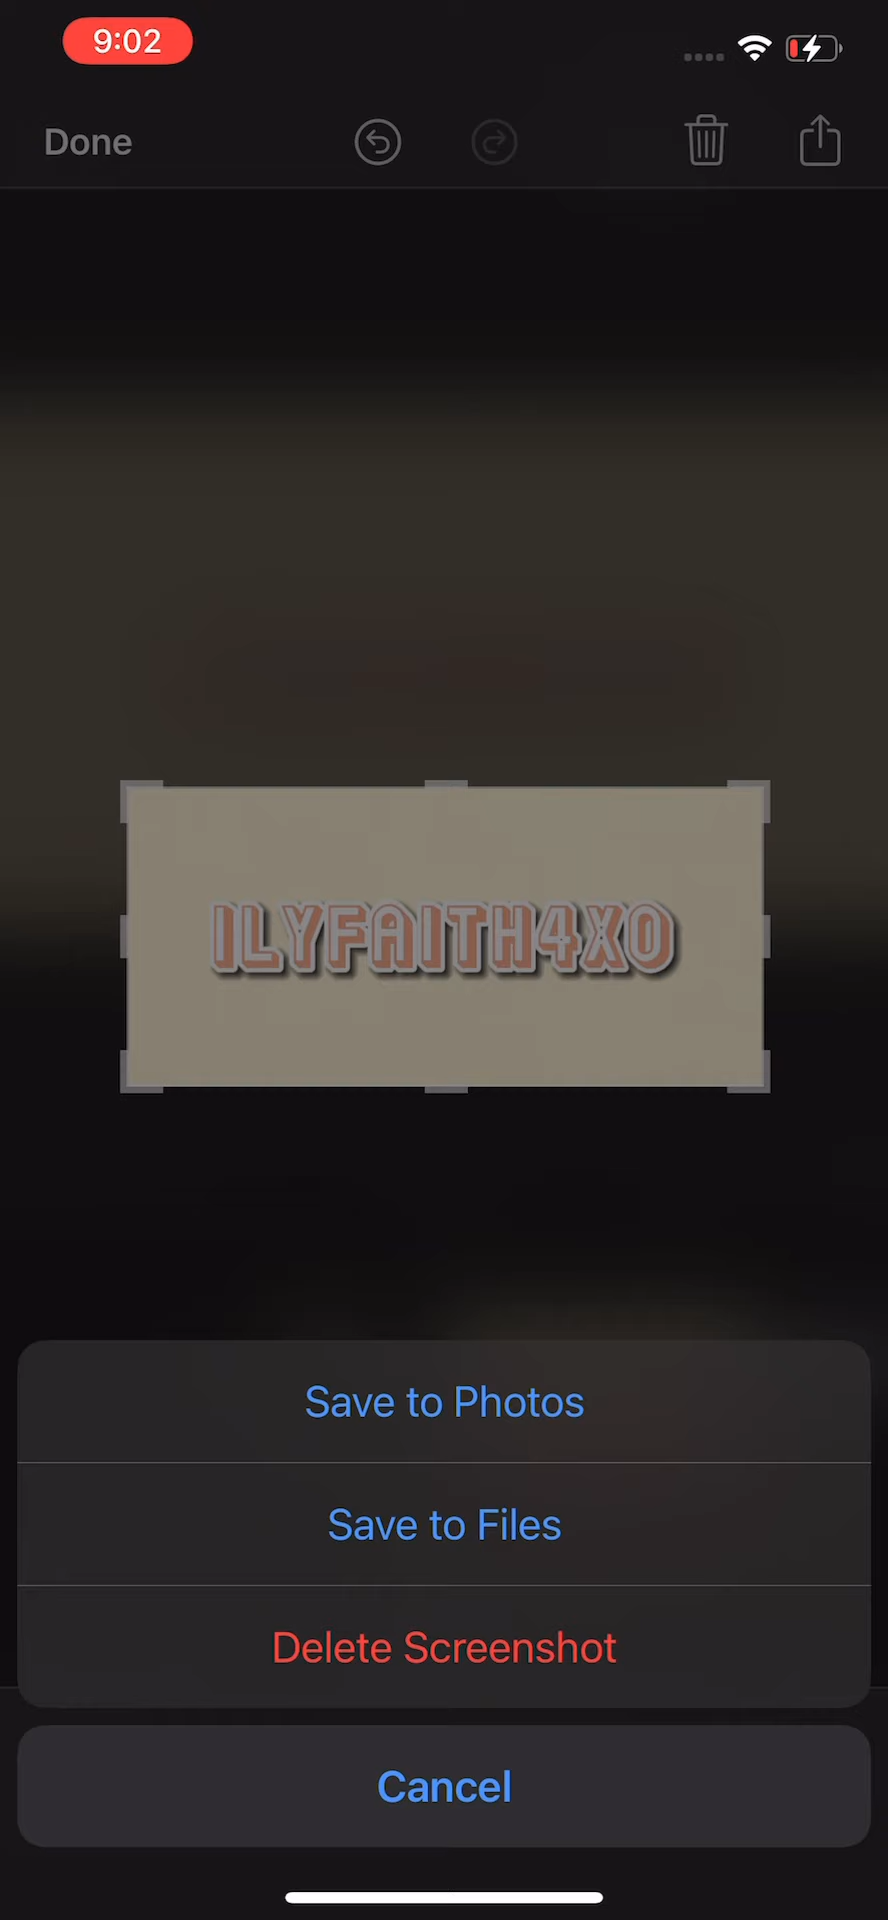 9:02
Done
ILYFAITH4XO
Save to Photos
Save to Files
Delete Screenshot
Cancel